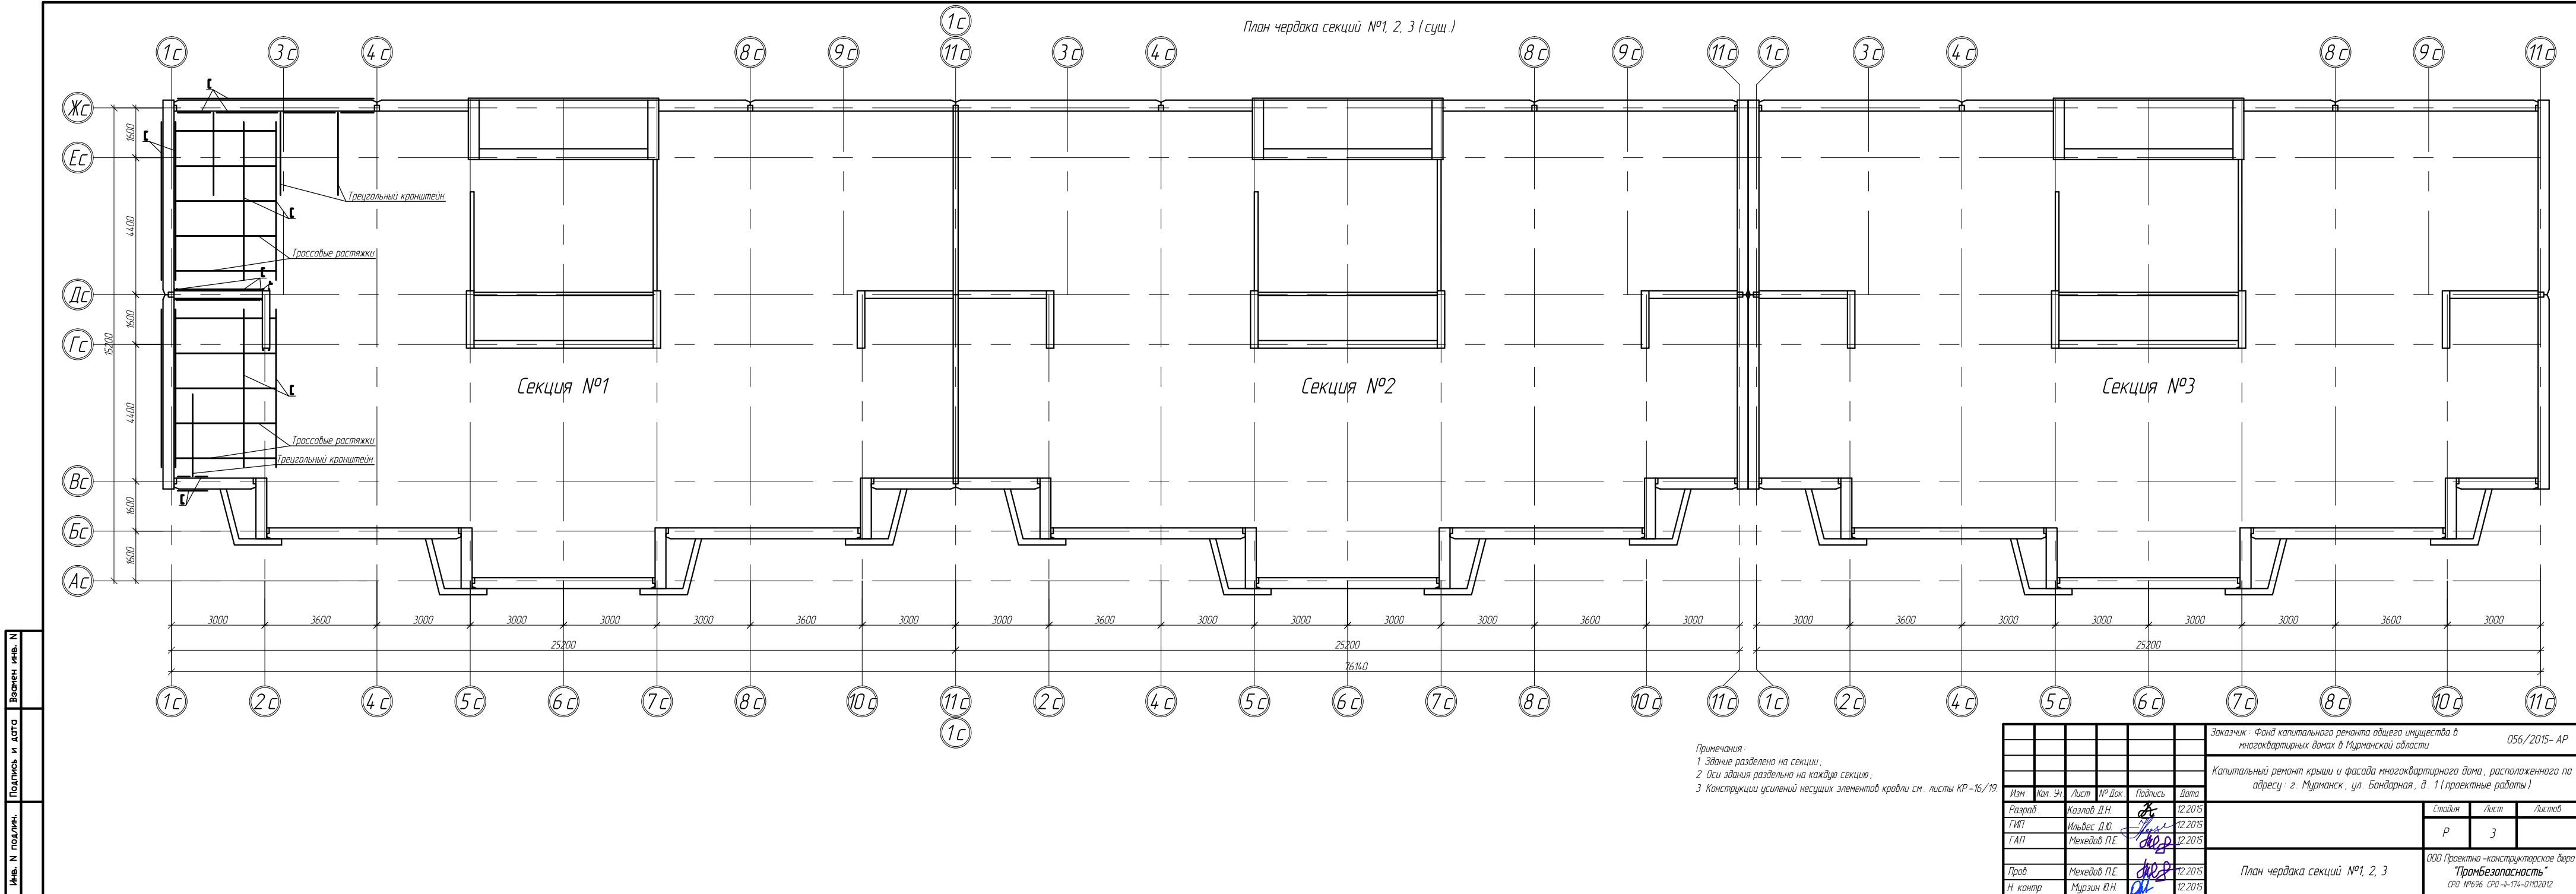 План чердака секций №1, 2, 3 (сущ.)
1с
1с 3с 4с 8с 9с 11с 3с 4с 8с 9с 11с 1с 3с 4с 8с 9с 11с
Жс
1600
Ес
Треугольный кронштейн
4400
Троссовые растяжки
Дс
1600
Гс
15200
Секция №1 Секция №2 Секция №3
4400
Троссовые растяжки
Треугольный кронштейн
Вс
1600
Бс
1600
Ас
3000 3600 3000 3000 3000 3000 3600 3000 3000 3600 3000 3000 3000 3000 3600 3000 3000 3600 3000 3000 3000 3000 3600 3000
25200 25200 25200
76140
1с 2с 4с 5с 6с 7с 8с 10с 11с 2с 4с 5с 6с 7с 8с 10с 11с 1с 2с 4с 5с 6с 7с 8с 10с 11с
1с
Примечания:
1 Здание разделено на секции;
2 Оси здания раздельно на каждую секцию;
3 Конструкции усилений несущих элементов кровли см. листы КР-16/19.
Взамен инв. N
Подпись и дата
Инв. N подлин.
Заказчик: Фонд капитального ремонта общего имущества в
многоквартирных домах в Мурманской области
056/2015- АР
Капитальный ремонт крыши и фасада многоквартирного дома, расположенного по
адресу: г. Мурманск, ул. Бондарная, д. 1 (проектные работы)
Изм Кол. Уч Лист № Док Подпись Дата
Разраб. Козлов Д.Н. 12.2015
ГИП Ильвес Д.Ю. 12.2015
ГАП Мехедов П.Е. 12.2015
Пров. Мехедов П.Е. 12.2015
Н. контр. Мурзин Ю.Н. 12.2015
Стадия Лист Листов
Р 3
План чердака секций №1, 2, 3
ООО Проектно-конструкторское бюро
"ПромБезопасность"
СРО №696 СРО-П-174-01102012